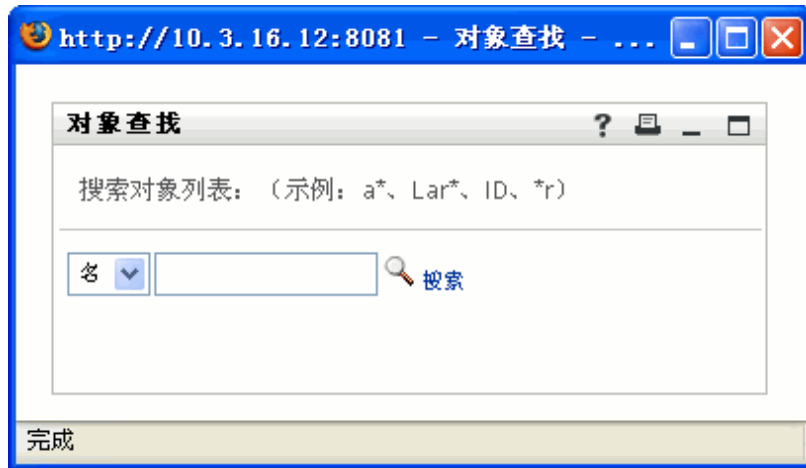 http://10.3.16.12:8081 - 对象查找 - ...
对象查找
搜索对象列表：（示例：a*、Lar*、ID、*r）
名
搜索
完成